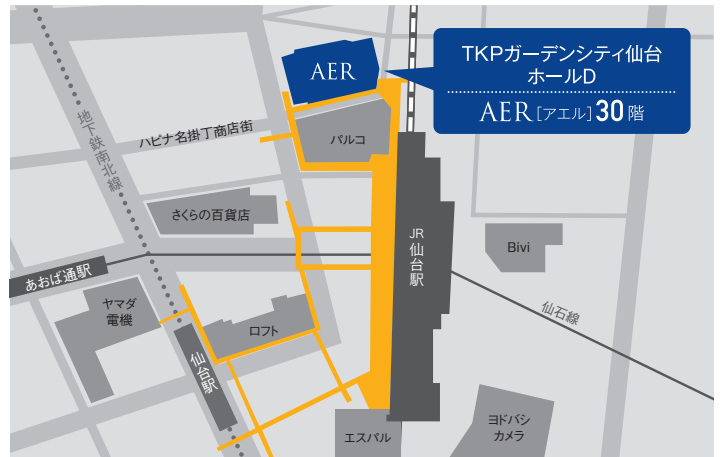 TKPガーデンシティ仙台
ホールD
AER［アエル］30階
AER
パルコ
ハピナ名掛丁商店街
地下鉄南北線
さくらの百貨店
JR
仙台駅
Bivi
あおば通駅
ヤマダ
電機
ロフト
仙台駅
仙石線
エスパル
ヨドバシ
カメラ